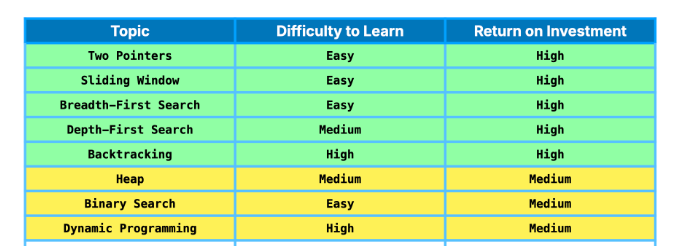 Topic Difficulty to Learn Return on Investment
Two Pointers Easy High
Sliding Window Easy High
Breadth-First Search Easy High
Depth-First Search Medium High
Backtracking High High
Heap Medium Medium
Binary Search Easy Medium
Dynamic Programming High Medium